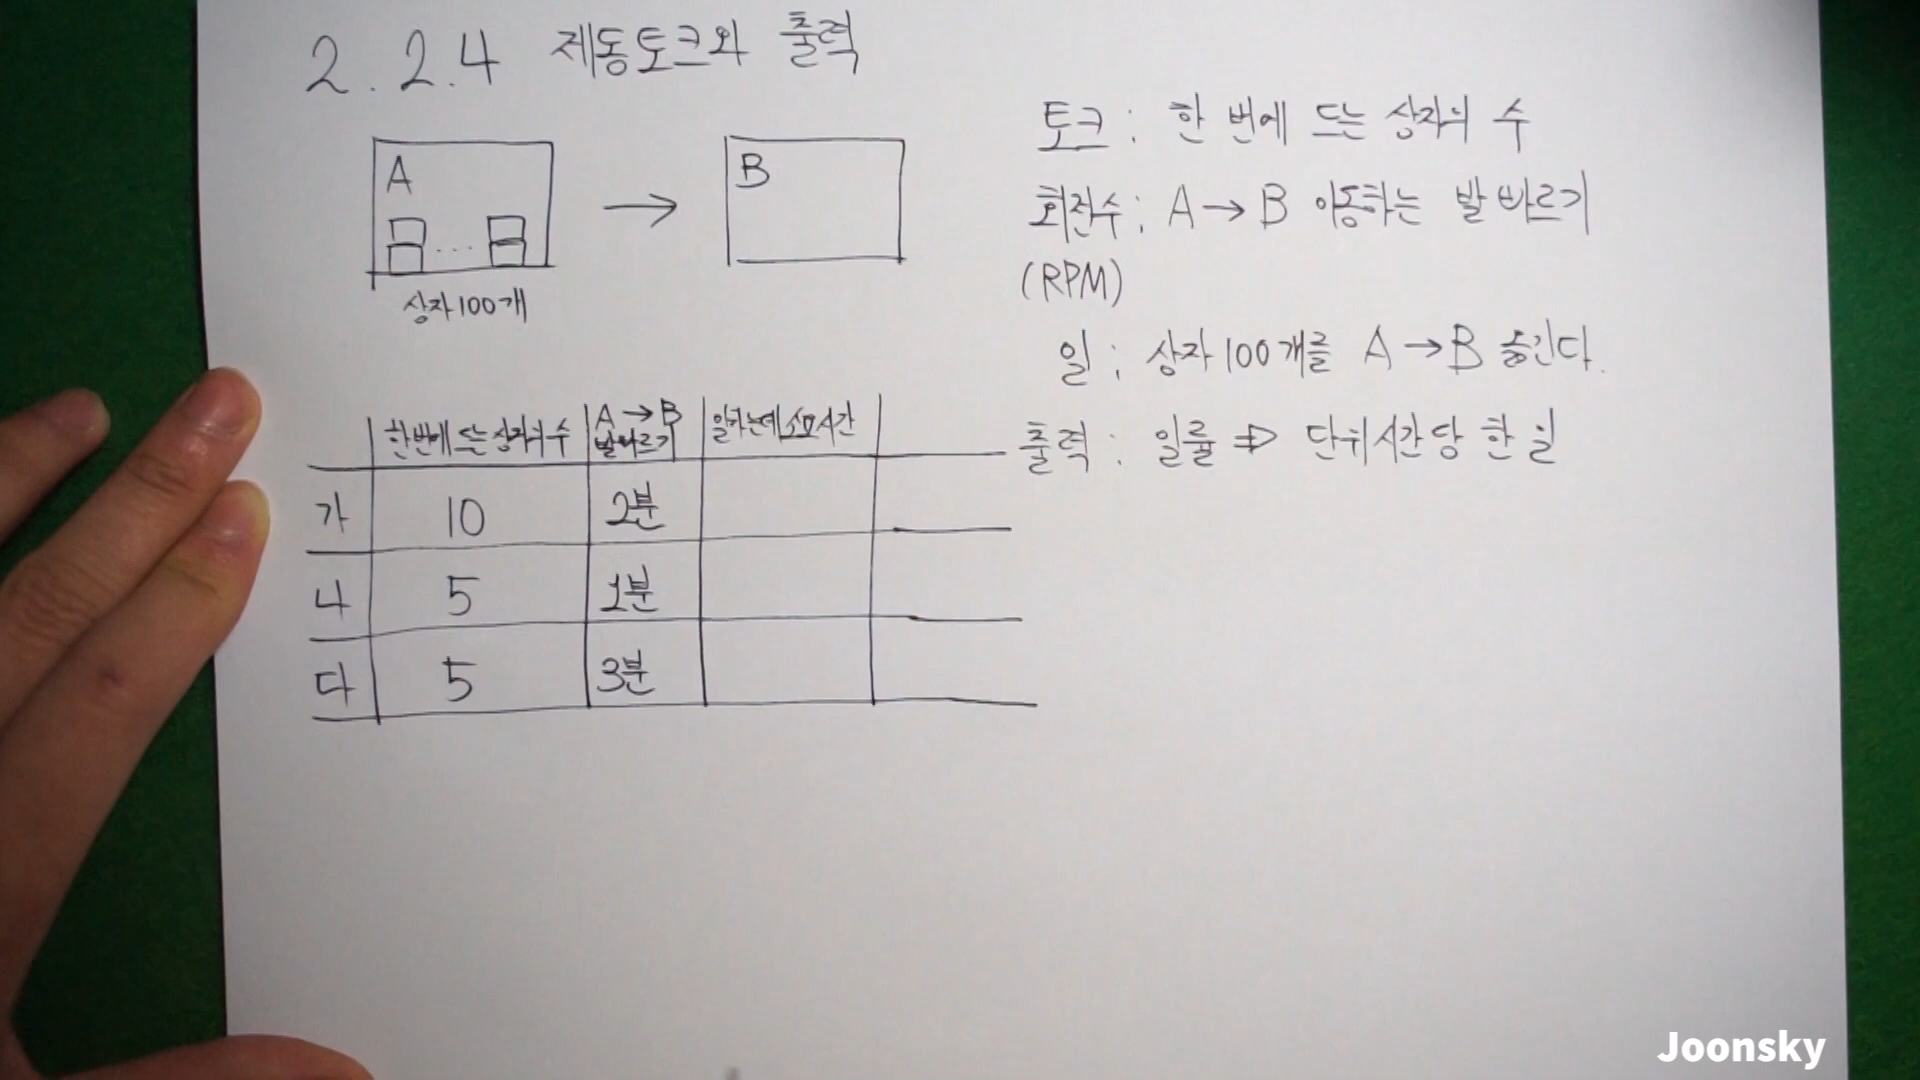 2.2.4 제동토크와 출력
A
B
상자 100개
토크 : 한 번에 드는 상자의 수
회전수 : A → B 이동하는 발 빠르기
(RPM)
일 : 상자 100개를 A → B 옮긴다.
출력 : 일률 ⇒ 단위시간당 한 일
한번에 드는 상자의 수 A → B 발빠르기 일하는데 소요시간
가 10 2분
나 5 1분
다 5 3분
Joonsky